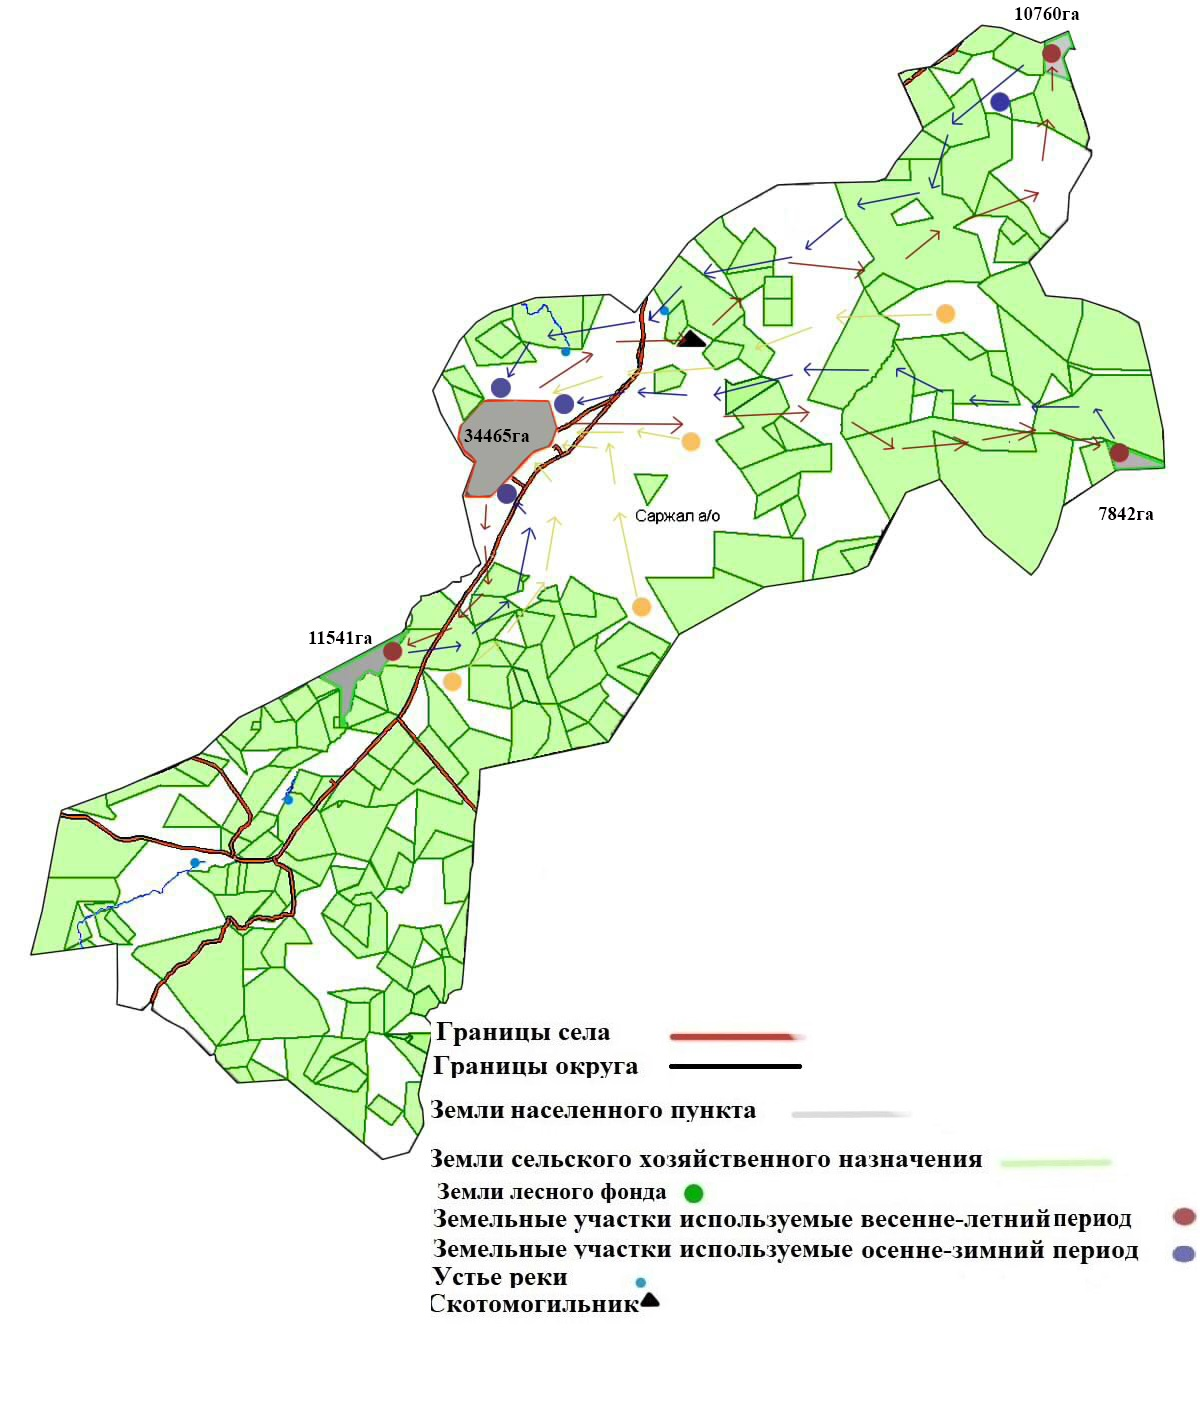 10760га
34465га
Саржал а/о
7842га
11541га
Границы села
Границы округа
Земли населенного пункта
Земли сельского хозяйственного назначения
Земли лесного фонда
Земельные участки используемые весенне-летний период
Земельные участки используемые осенне-зимний период
Устье реки
Скотомогильник